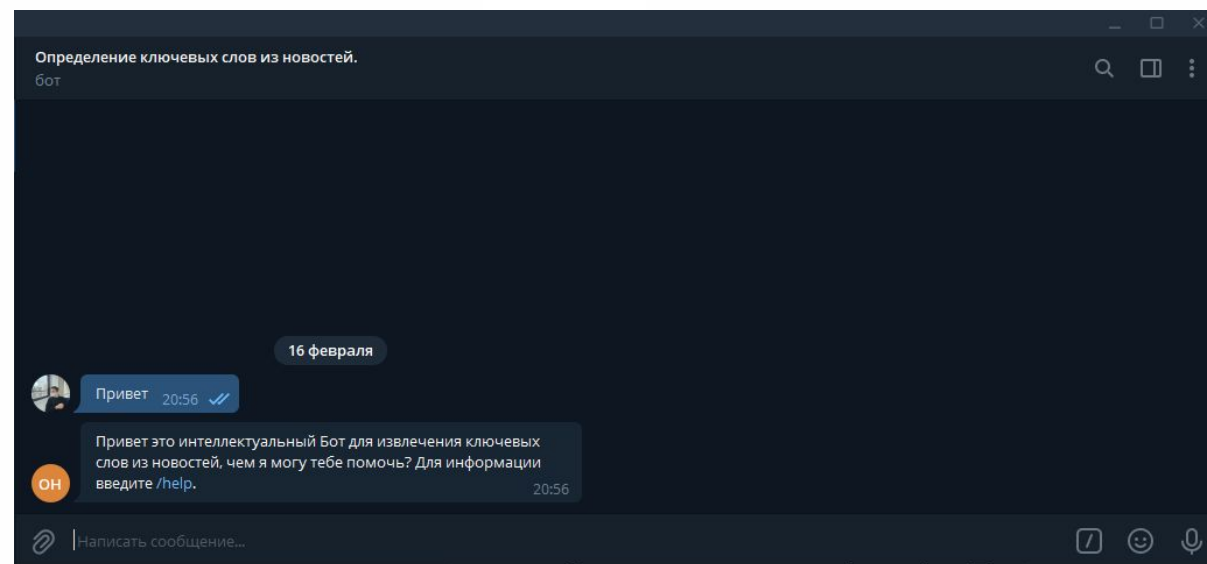 Определение ключевых слов из новостей.
бот
16 февраля
Привет 20:56
Привет это интеллектуальный Бот для извлечения ключевых
слов из новостей, чем я могу тебе помочь? Для информации
введите /help.
20:56
ОН
Написать сообщение...